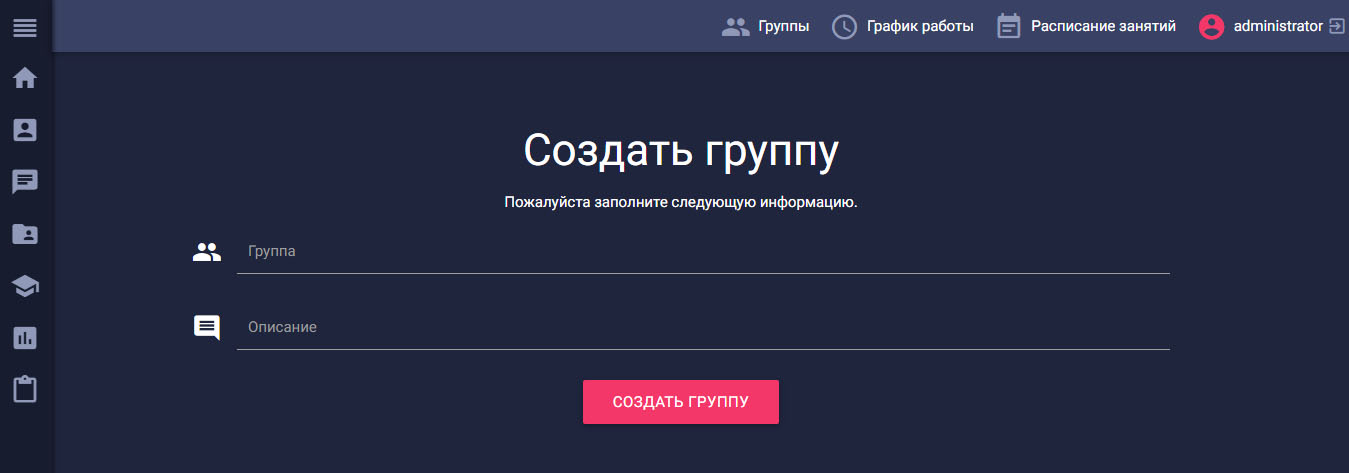 Группы График работы Расписание занятий administrator
Создать группу
Пожалуйста заполните следующую информацию.
Группа
Описание
СОЗДАТЬ ГРУППУ